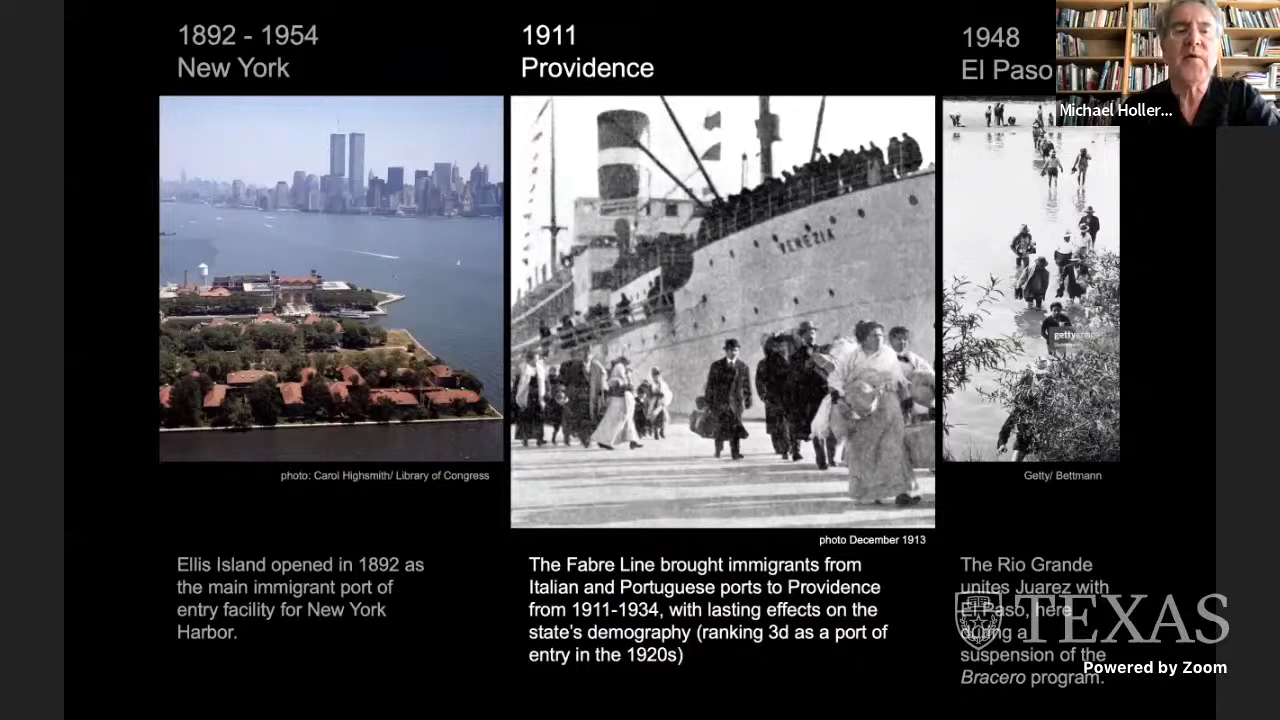 1892 - 1954
New York
1911
Providence
1948
El Paso
Michael Holler...
VENEZIA
gettyimages
photo: Carol Highsmith/ Library of Congress
Getty/ Bettmann
photo December 1913
Ellis Island opened in 1892 as
the main immigrant port of
entry facility for New York
Harbor.
The Fabre Line brought immigrants from
Italian and Portuguese ports to Providence
from 1911-1934, with lasting effects on the
state's demography (ranking 3d as a port of
entry in the 1920s)
The Rio Grande
unites Juarez with
El Paso, here
during a
suspension of the
Bracero program.
TEXAS
Powered by Zoom